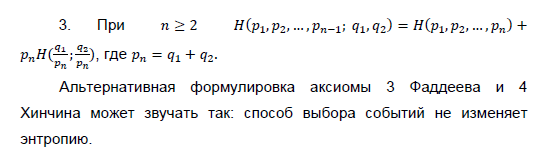 3. При n ≥ 2 H(p₁, p₂, …, pₙ₋₁; q₁, q₂) = H(p₁, p₂, …, pₙ) +
pₙH(q₁/pₙ; q₂/pₙ), где pₙ = q₁ + q₂.
Альтернативная формулировка аксиомы 3 Фаддеева и 4
Хинчина может звучать так: способ выбора событий не изменяет
энтропию.